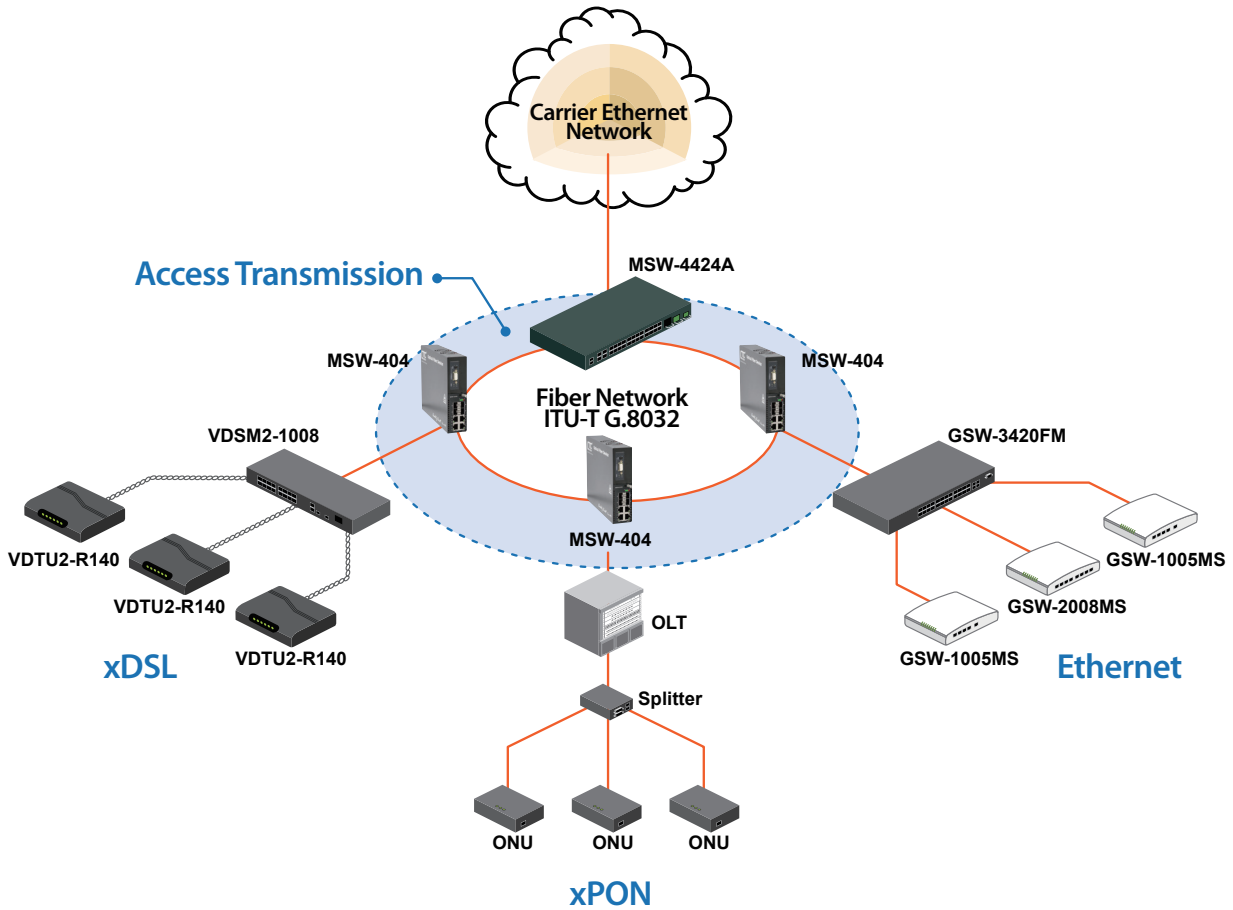 Carrier Ethernet
Network
Access Transmission
MSW-4424A
MSW-404
MSW-404
Fiber Network
ITU-T G.8032
VDSM2-1008
GSW-3420FM
MSW-404
VDTU2-R140
VDTU2-R140
VDTU2-R140
GSW-1005MS
GSW-2008MS
GSW-1005MS
OLT
xDSL
Ethernet
Splitter
ONU
ONU
ONU
xPON